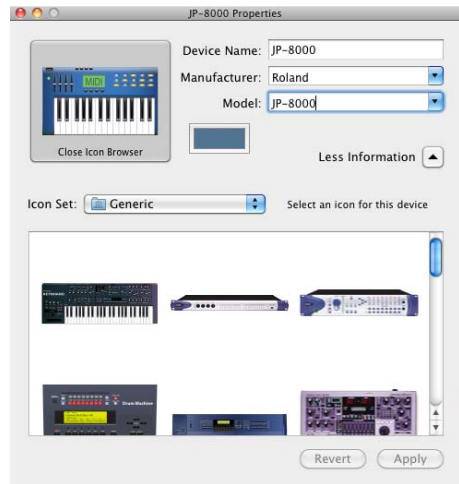 JP-8000 Properties
Device Name: JP-8000
Manufacturer: Roland
Model: JP-8000
MIDI
Close Icon Browser
Less Information
Icon Set: Generic
Select an icon for this device
Drum Machine
Revert Apply